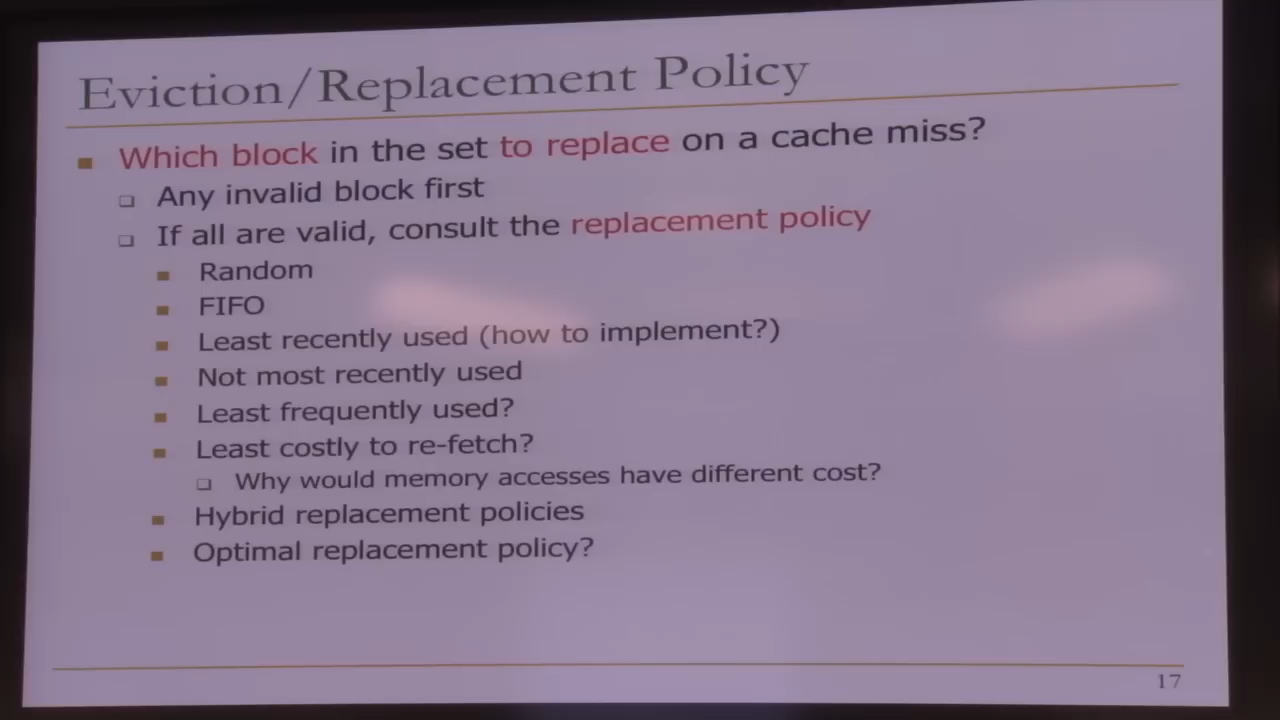 Eviction/Replacement Policy
Which block in the set to replace on a cache miss?
Any invalid block first
If all are valid, consult the replacement policy
Random
FIFO
Least recently used (how to implement?)
Not most recently used
Least frequently used?
Least costly to re-fetch?
Why would memory accesses have different cost?
Hybrid replacement policies
Optimal replacement policy?
17